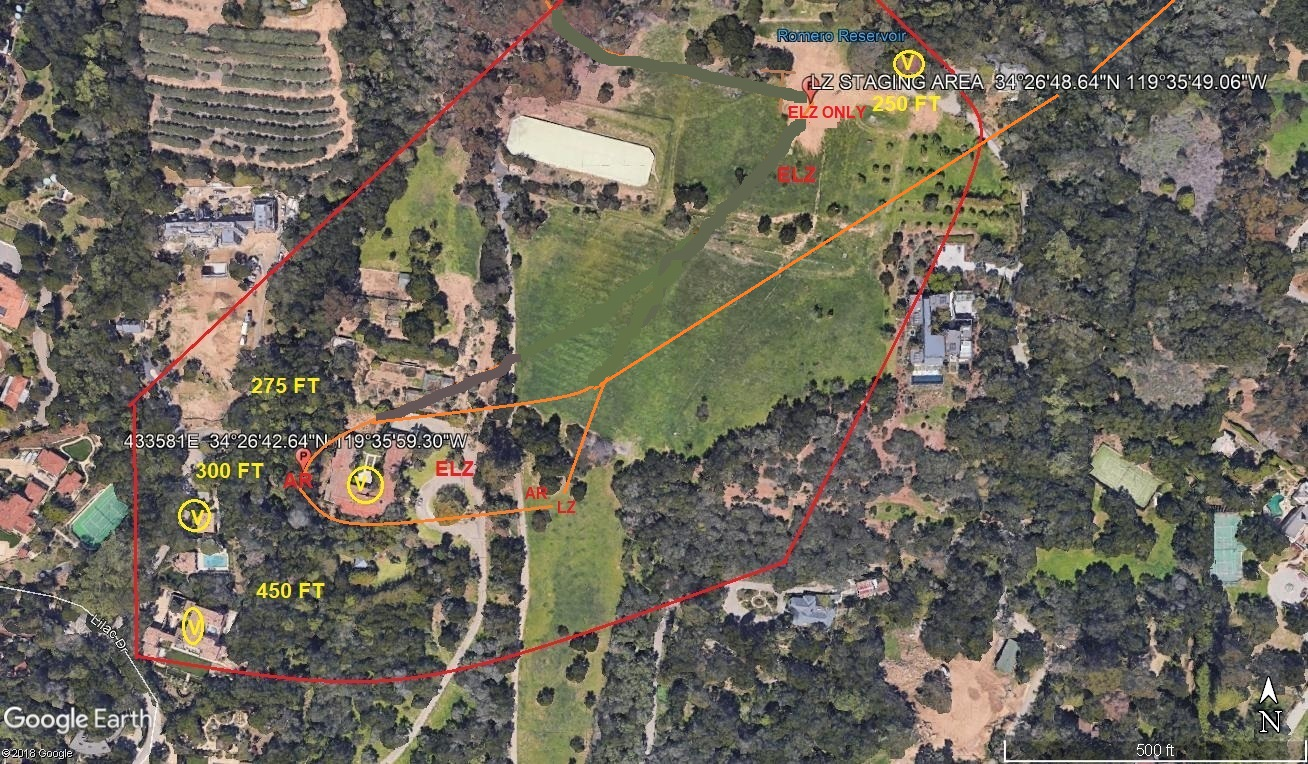 Romero Reservoir
V
LZ STAGING AREA 34°26'48.64"N 119°35'49.06"W
P
250 FT
ELZ ONLY
ELZ
275 FT
433581E 34°26'42.64"N 119°35'59.30"W
P
300 FT
AR
V
ELZ
AR
LZ
V
450 FT
V
Lilac Dr
Google Earth
©2018 Google
N
500 ft